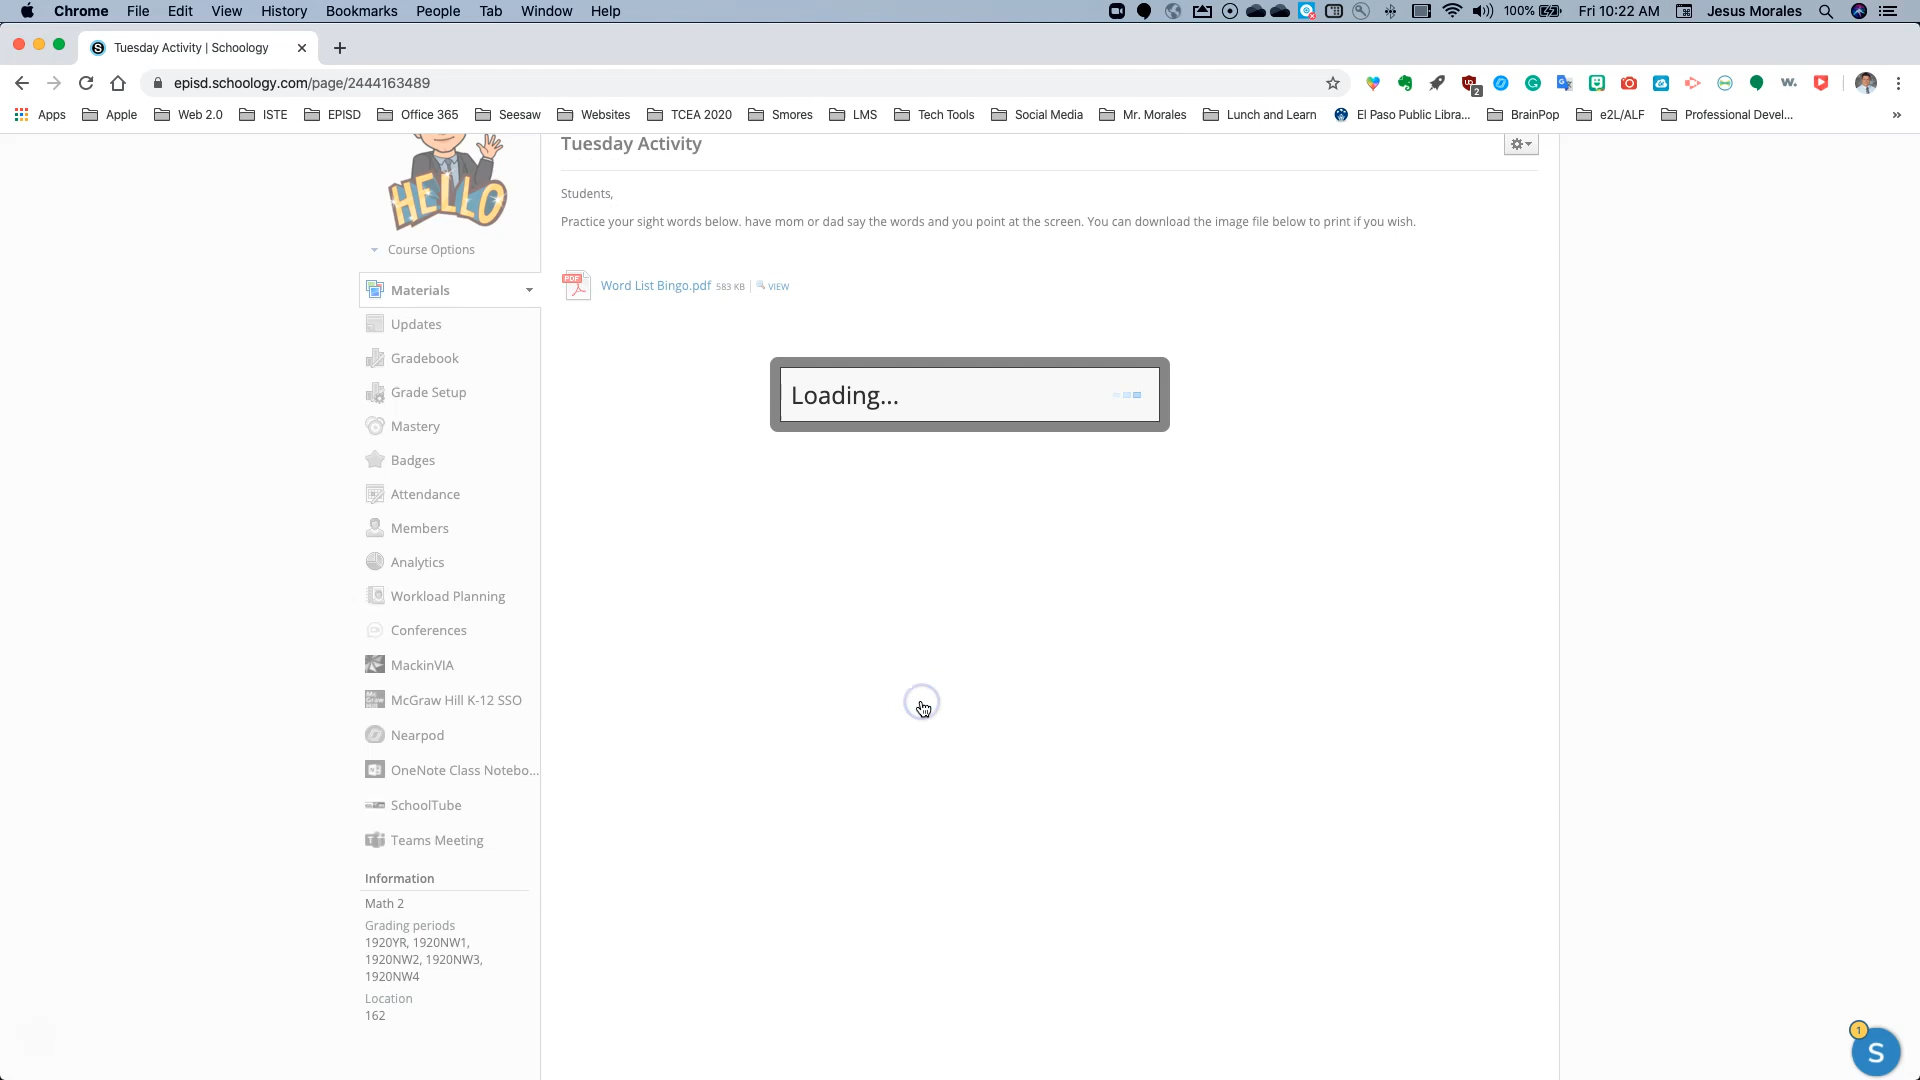 Chrome File Edit View History Bookmarks People Tab Window Help 100% Fri 10:22 AM Jesus Morales
S Tuesday Activity | Schoology
episd.schoology.com/page/2444163489 2 w.
Apps Apple Web 2.0 ISTE EPISD Office 365 Seesaw Websites TCEA 2020 Smores LMS Tech Tools Social Media Mr. Morales Lunch and Learn El Paso Public Libra... BrainPop e2L/ALF Professional Devel... »
HELLO
Course Options
Materials
Updates
Gradebook
Grade Setup
Mastery
Badges
Attendance
Members
Analytics
Workload Planning
Conferences
MackinVIA
McGraw Hill K-12 SSO
Nearpod
OneNote Class Notebo...
SchoolTube
Teams Meeting
Information
Math 2
Grading periods
1920YR, 1920NW1,
1920NW2, 1920NW3,
1920NW4
Location
162
Tuesday Activity
Students,
Practice your sight words below. have mom or dad say the words and you point at the screen. You can download the image file below to print if you wish.
PDF Word List Bingo.pdf 583 KB | VIEW
Loading...
1
S